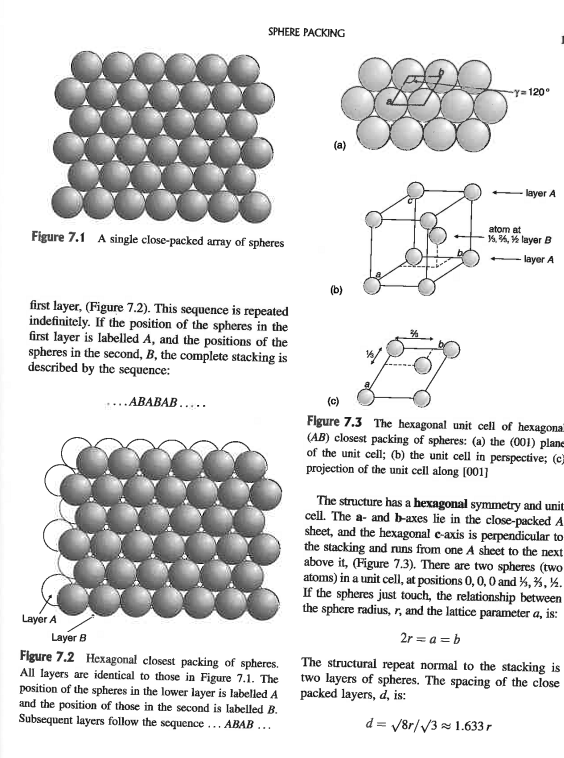 SPHERE PACKING
Figure 7.1 A single close-packed array of spheres
first layer, (Figure 7.2). This sequence is repeated
indefinitely. If the position of the spheres in the
first layer is labelled A, and the positions of the
spheres in the second, B, the complete stacking is
described by the sequence:
. . . . ABABAB . . . . .
Layer A
Layer B
Figure 7.2 Hexagonal closest packing of spheres.
All layers are identical to those in Figure 7.1. The
position of the spheres in the lower layer is labelled A
and the position of those in the second is labelled B.
Subsequent layers follow the sequence . . . ABAB . . .
b
γ = 120°
a
(a)
c
layer A
atom at
⅓, ⅔, ½ layer B
b
layer A
a
(b)
⅔
⅓
b
a
(c)
Figure 7.3 The hexagonal unit cell of hexagonal
(AB) closest packing of spheres: (a) the (001) plane
of the unit cell; (b) the unit cell in perspective; (c)
projection of the unit cell along [001]
The structure has a hexagonal symmetry and unit
cell. The a- and b-axes lie in the close-packed A
sheet, and the hexagonal c-axis is perpendicular to
the stacking and runs from one A sheet to the next
above it, (Figure 7.3). There are two spheres (two
atoms) in a unit cell, at positions 0, 0, 0 and ⅓, ⅔, ½.
If the spheres just touch, the relationship between
the sphere radius, r, and the lattice parameter a, is:
2r = a = b
The structural repeat normal to the stacking is
two layers of spheres. The spacing of the close
packed layers, d, is:
d = √8r/√3 ≈ 1.633 r